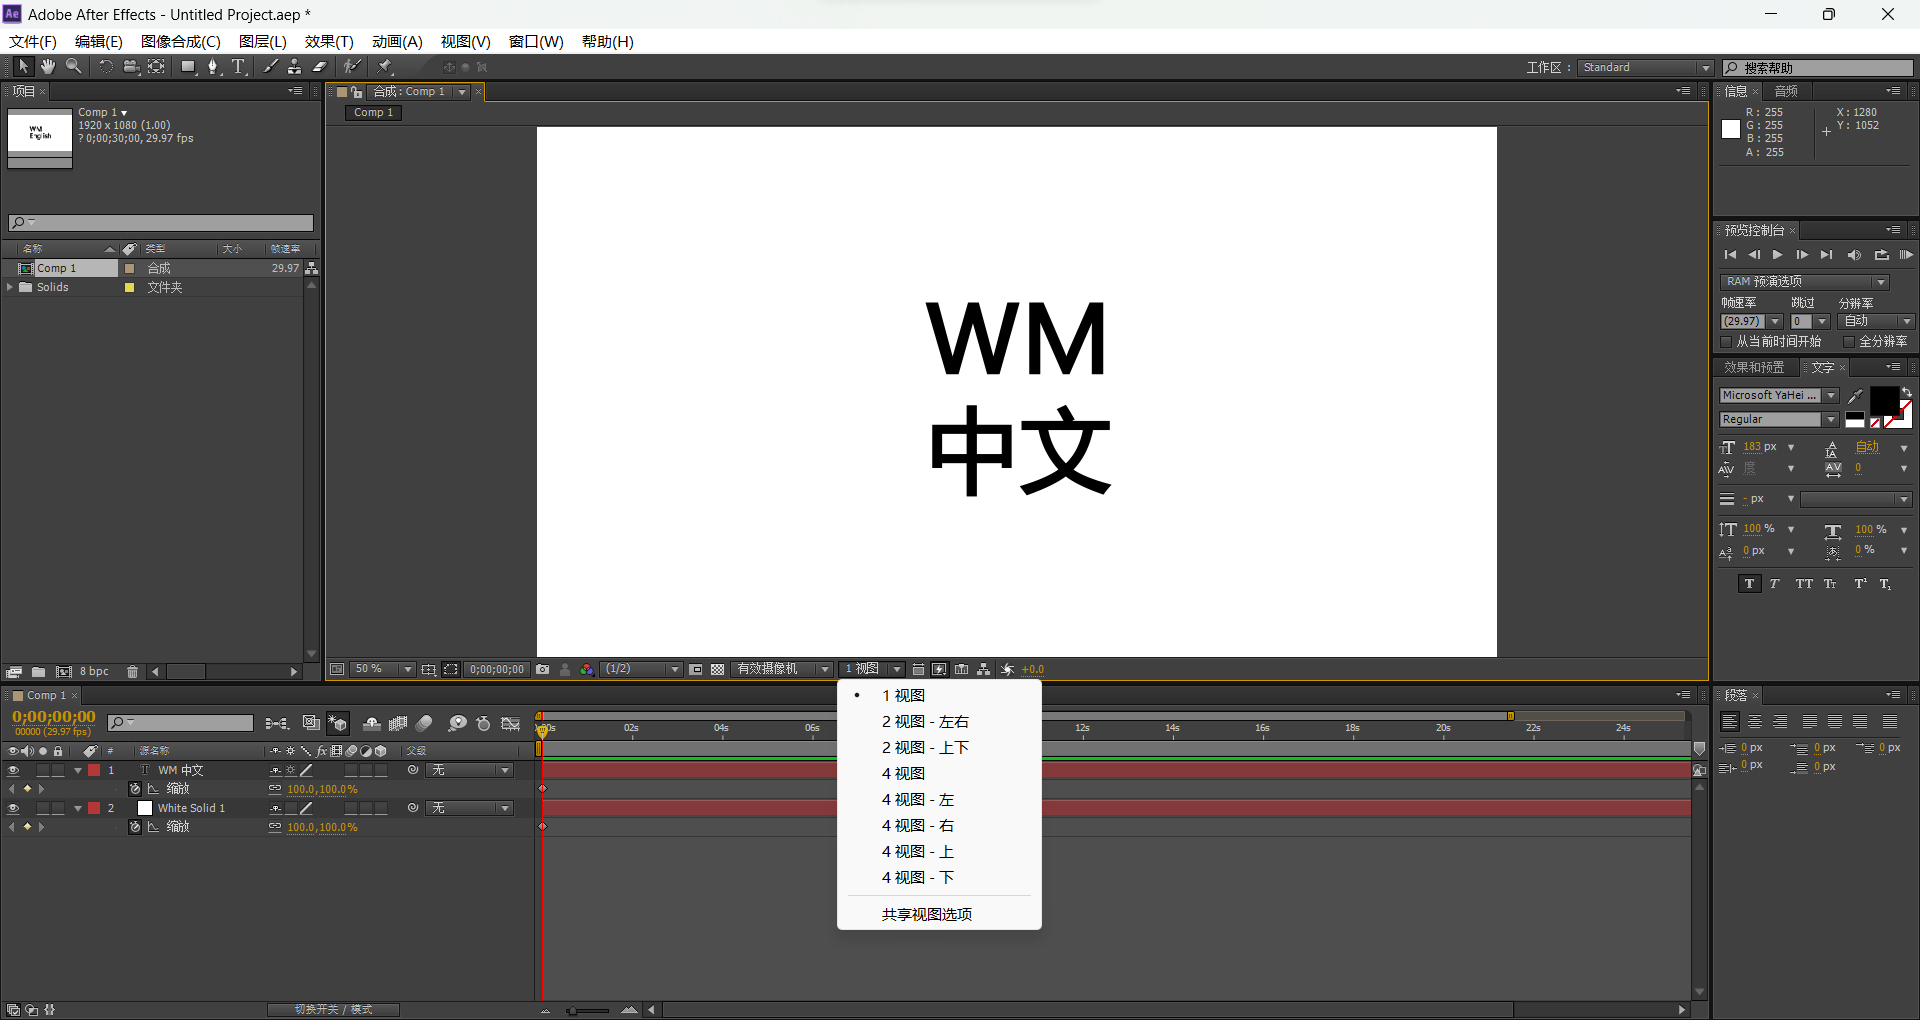 Ae Adobe After Effects - Untitled Project.aep *
文件(F) 编辑(E) 图像合成(C) 图层(L) 效果(T) 动画(A) 视图(V) 窗口(W) 帮助(H)
工作区 : Standard 搜索帮助
项目
Comp 1
1920 x 1080 (1.00)
? 0;00;30;00, 29.97 fps
WM
English
名称 类型 大小 帧速率
Comp 1 合成 29.97
Solids 文件夹
8 bpc
合成: Comp 1
Comp 1
WM
中文
50 % 0;00;00;00 (1/2) 有效摄像机 1 视图 +0.0
1 视图
2 视图 - 左右
2 视图 - 上下
4 视图
4 视图 - 左
4 视图 - 右
4 视图 - 上
4 视图 - 下
共享视图选项
信息 音频
R: 255
G: 255
B: 255
A: 255
X: 1280
Y: 1052
预览控制台
RAM 预演选项
帧速率 跳过 分辨率
(29.97) 0 自动
从当前时间开始 全分辨率
效果和预置 文字
Microsoft YaHei ...
Regular
183 px 自动
度 0
- px
100 % 100 %
0 px 0 %
T T TT TT T¹ T₁
Comp 1
0;00;00;00
00000 (29.97 fps)
# 源名称 fx 父级
1 T WM 中文 无
缩放 100.0,100.0%
2 White Solid 1 无
缩放 100.0,100.0%
切换开关 / 模式
00s 02s 04s 06s 12s 14s 16s 18s 20s 22s 24s
段落
0 px 0 px 0 px
0 px 0 px